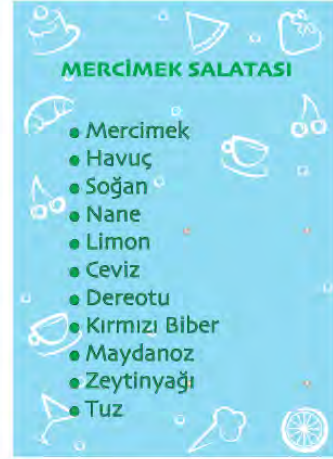 MERCİMEK SALATASI
• Mercimek
• Havuç
• Soğan
• Nane
• Limon
• Ceviz
• Dereotu
• Kırmızı Biber
• Maydanoz
• Zeytinyağı
• Tuz